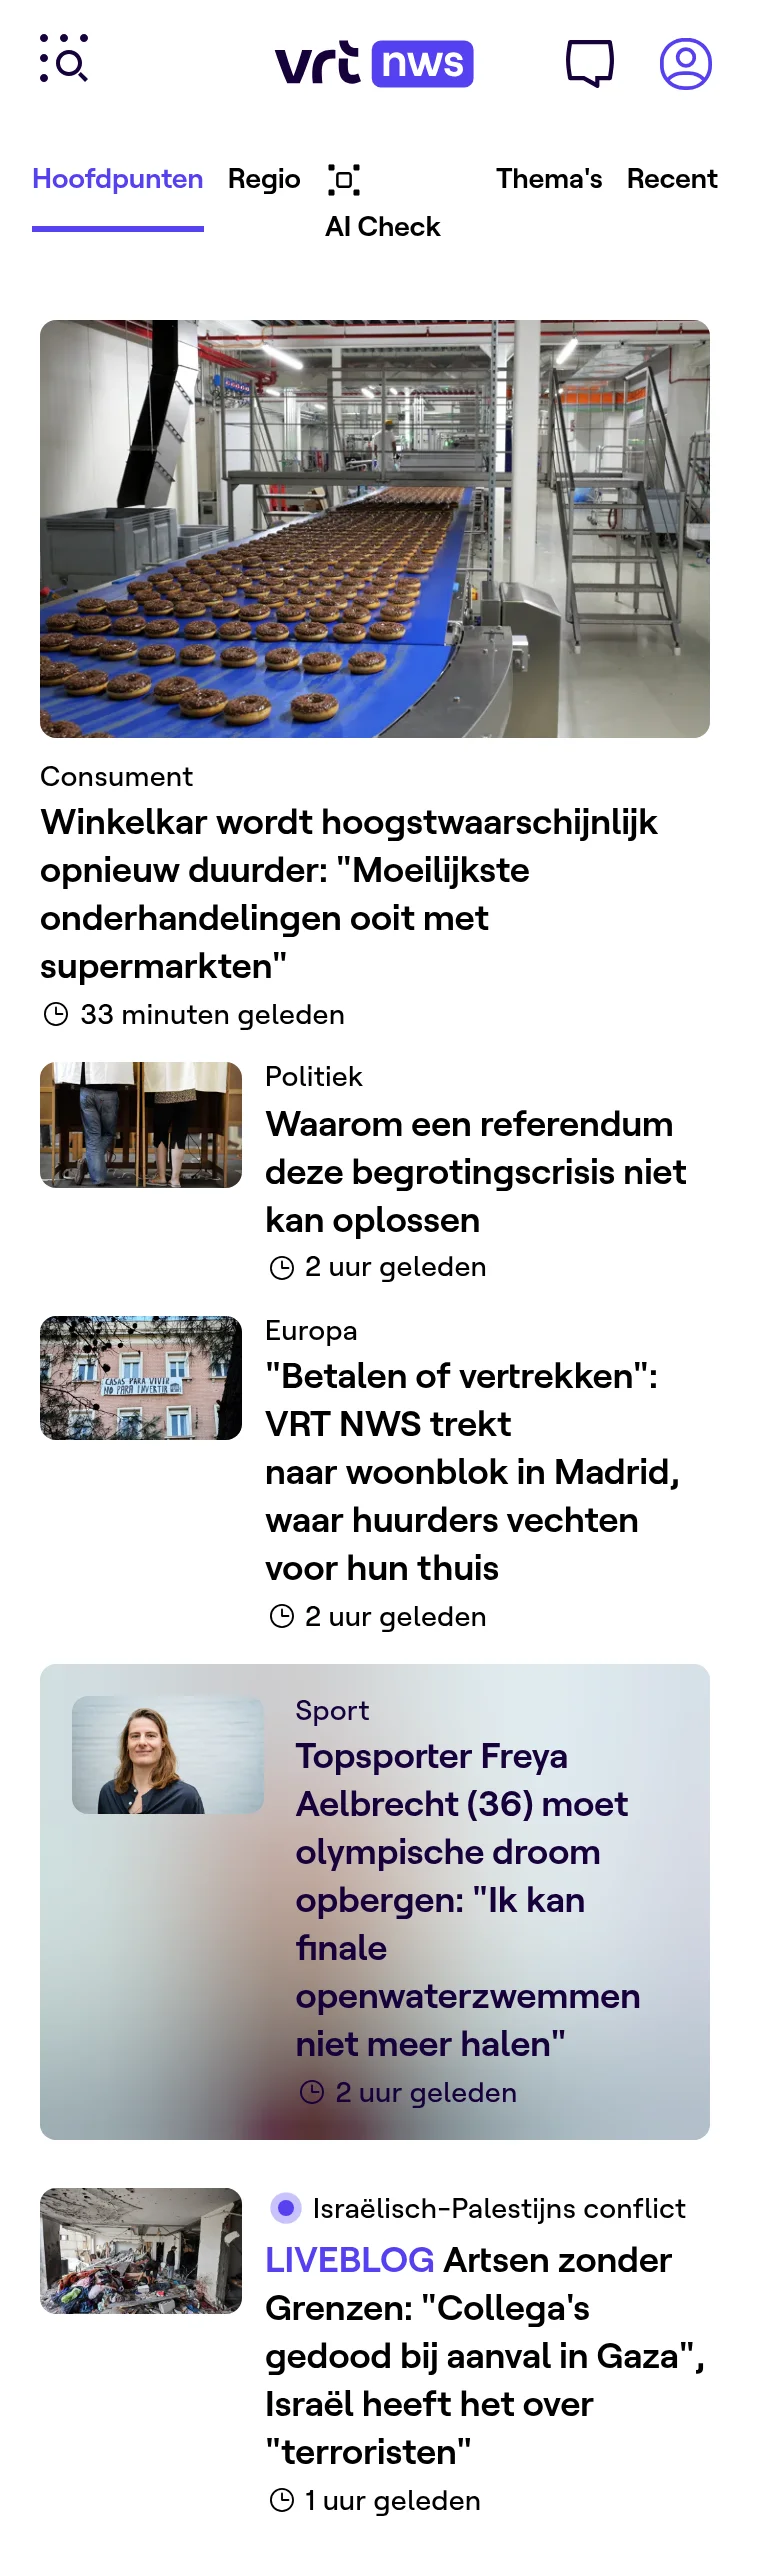 vrt nws
Hoofdpunten Regio AI Check Thema's Recent
Consument
Winkelkar wordt hoogstwaarschijnlijk
opnieuw duurder: "Moeilijkste
onderhandelingen ooit met
supermarkten"
33 minuten geleden
Politiek
Waarom een referendum
deze begrotingscrisis niet
kan oplossen
2 uur geleden
CASAS PARA VIVIR
NO PARA INVERTIR
Europa
"Betalen of vertrekken":
VRT NWS trekt
naar woonblok in Madrid,
waar huurders vechten
voor hun thuis
2 uur geleden
Sport
Topsporter Freya
Aelbrecht (36) moet
olympische droom
opbergen: "Ik kan
finale
openwaterzwemmen
niet meer halen"
2 uur geleden
Israëlisch-Palestijns conflict
LIVEBLOG Artsen zonder
Grenzen: "Collega's
gedood bij aanval in Gaza",
Israël heeft het over
"terroristen"
1 uur geleden